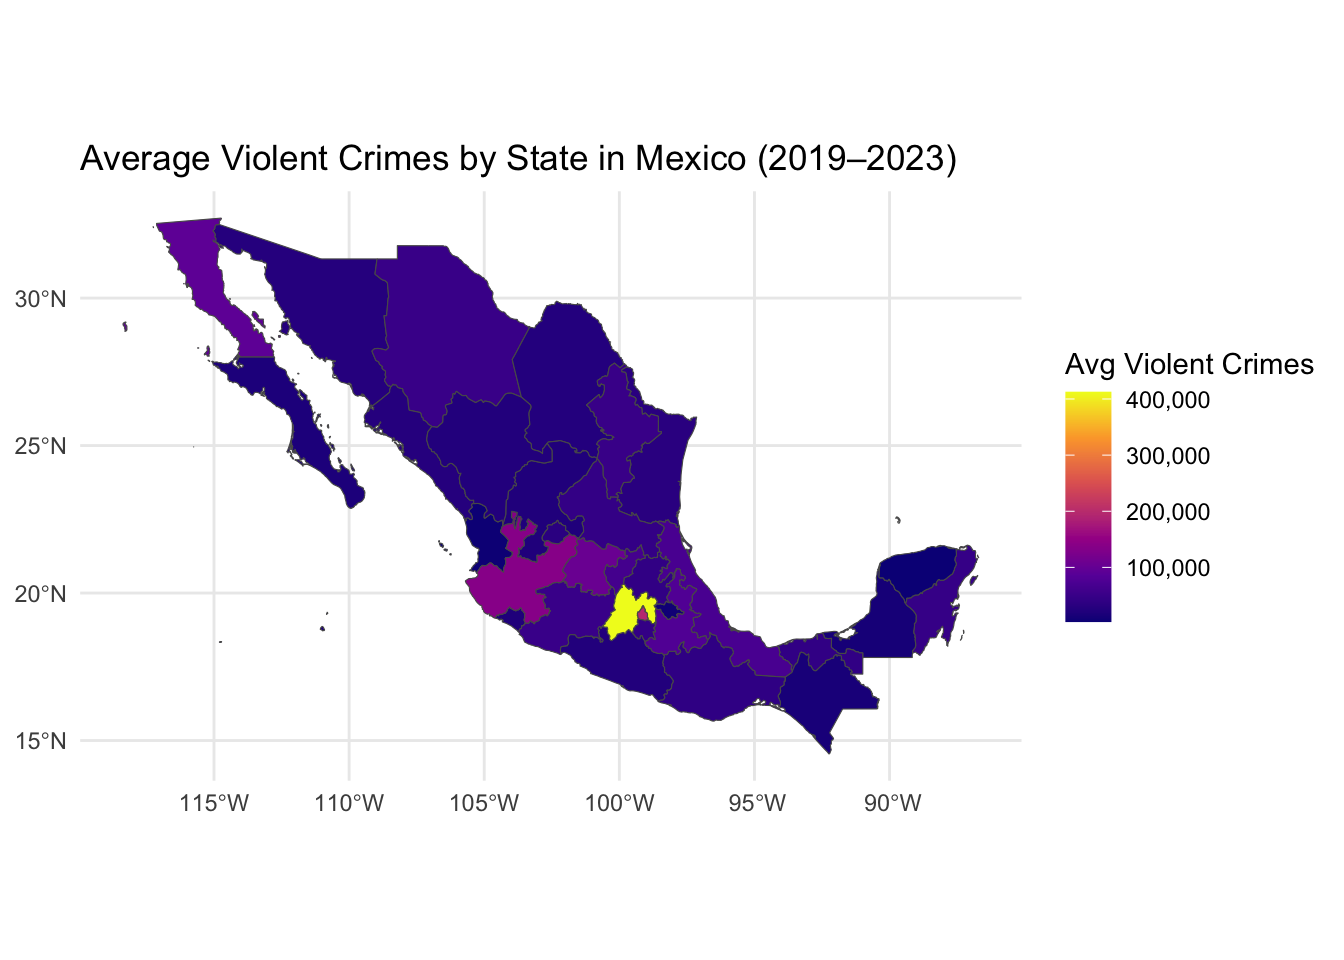 Average Violent Crimes by State in Mexico (2019–2023)
30°N
25°N
20°N
15°N
115°W
110°W
105°W
100°W
95°W
90°W
Avg Violent Crimes
400,000
300,000
200,000
100,000